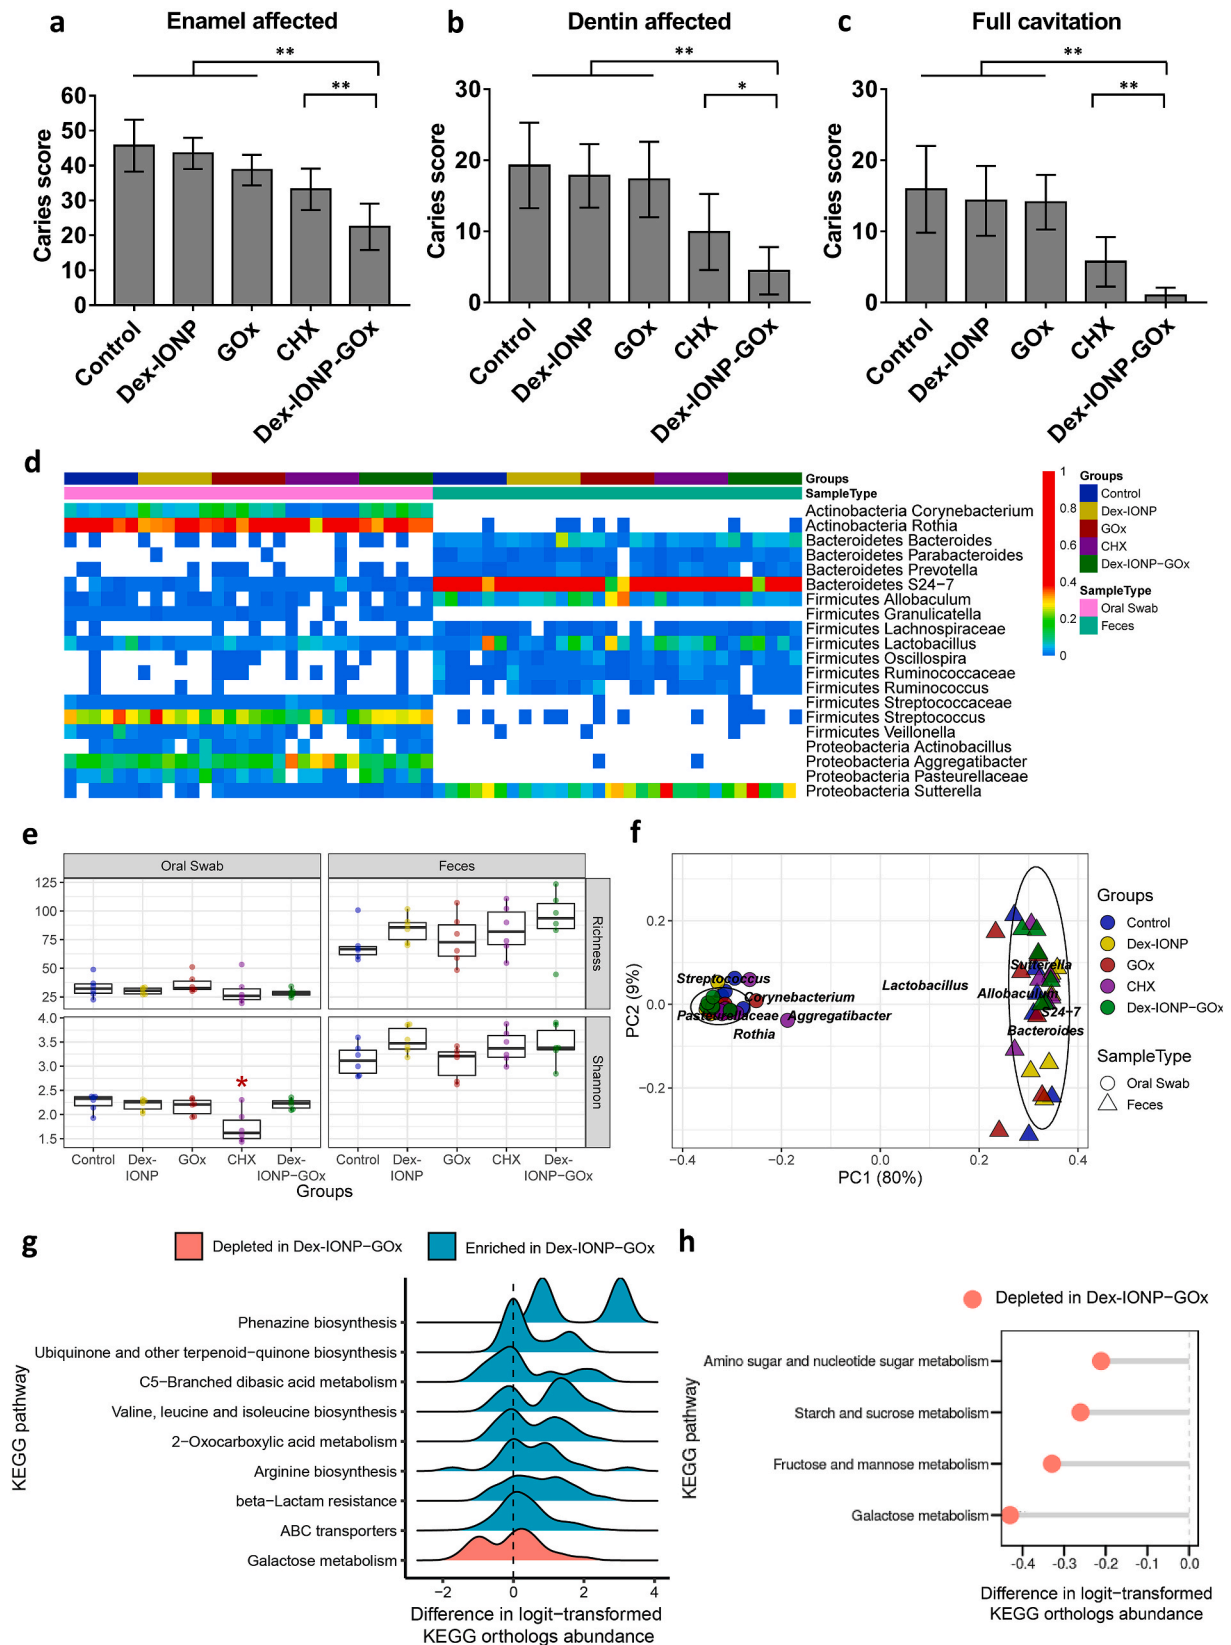 a Enamel affected
**
**
Caries score
60
50
40
30
20
10
0
Control
Dex-IONP
GOx
CHX
Dex-IONP-GOx
b Dentin affected
**
*
Caries score
30
20
10
0
Control
Dex-IONP
GOx
CHX
Dex-IONP-GOx
c Full cavitation
**
**
Caries score
30
20
10
0
Control
Dex-IONP
GOx
CHX
Dex-IONP-GOx
d
Groups
SampleType
Actinobacteria Corynebacterium
Actinobacteria Rothia
Bacteroidetes Bacteroides
Bacteroidetes Parabacteroides
Bacteroidetes Prevotella
Bacteroidetes S24-7
Firmicutes Allobaculum
Firmicutes Granulicatella
Firmicutes Lachnospiraceae
Firmicutes Lactobacillus
Firmicutes Oscillospira
Firmicutes Ruminococcaceae
Firmicutes Ruminococcus
Firmicutes Streptococcaceae
Firmicutes Streptococcus
Firmicutes Veillonella
Proteobacteria Actinobacillus
Proteobacteria Aggregatibacter
Proteobacteria Pasteurellaceae
Proteobacteria Sutterella
1
0.8
0.6
0.4
0.2
0
Groups
Control
Dex-IONP
GOx
CHX
Dex-IONP-GOx
SampleType
Oral Swab
Feces
e
Oral Swab
Feces
125
100
75
50
25
Richness
4.0
3.5
3.0
2.5
2.0
1.5
*
Shannon
Control
Dex-
IONP
GOx
CHX
Dex-
IONP-GOx
Control
Dex-
IONP
GOx
CHX
Dex-
IONP-GOx
Groups
f
PC2 (9%)
0.2
0.0
−0.2
Streptococcus
Corynebacterium
Pasteurellaceae
Aggregatibacter
Rothia
Lactobacillus
Sutterella
Allobaculum
S24-7
Bacteroides
−0.4
−0.2
0.0
0.2
0.4
PC1 (80%)
Groups
Control
Dex-IONP
GOx
CHX
Dex-IONP-GOx
SampleType
Oral Swab
Feces
g
Depleted in Dex-IONP−GOx
Enriched in Dex-IONP−GOx
KEGG pathway
Phenazine biosynthesis
Ubiquinone and other terpenoid−quinone biosynthesis
C5−Branched dibasic acid metabolism
Valine, leucine and isoleucine biosynthesis
2−Oxocarboxylic acid metabolism
Arginine biosynthesis
beta−Lactam resistance
ABC transporters
Galactose metabolism
−2
0
2
4
Difference in logit−transformed
KEGG orthologs abundance
h
Depleted in Dex-IONP−GOx
KEGG pathway
Amino sugar and nucleotide sugar metabolism
Starch and sucrose metabolism
Fructose and mannose metabolism
Galactose metabolism
-0.4
-0.3
-0.2
-0.1
0.0
Difference in logit−transformed
KEGG orthologs abundance